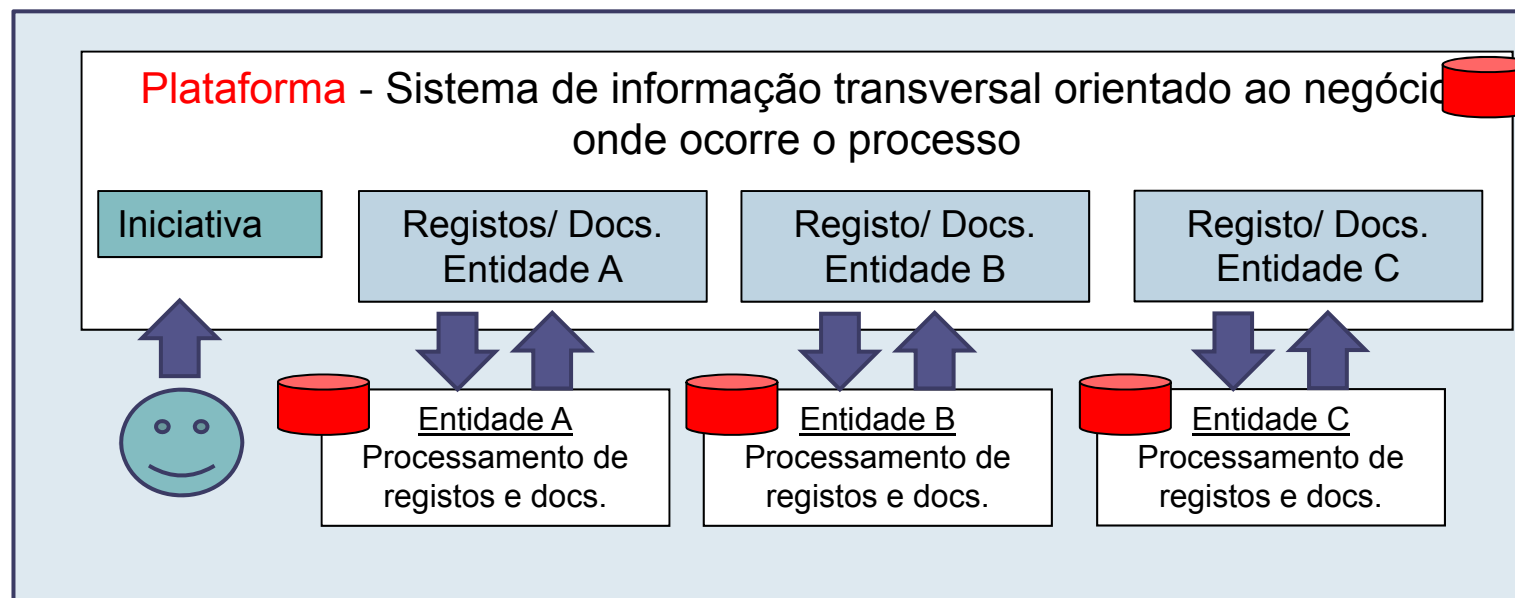 Plataforma - Sistema de informação transversal orientado ao negócio
onde ocorre o processo
Iniciativa
Registos/ Docs.
Entidade A
Registo/ Docs.
Entidade B
Registo/ Docs.
Entidade C
Entidade A
Processamento de
registos e docs.
Entidade B
Processamento de
registos e docs.
Entidade C
Processamento de
registos e docs.